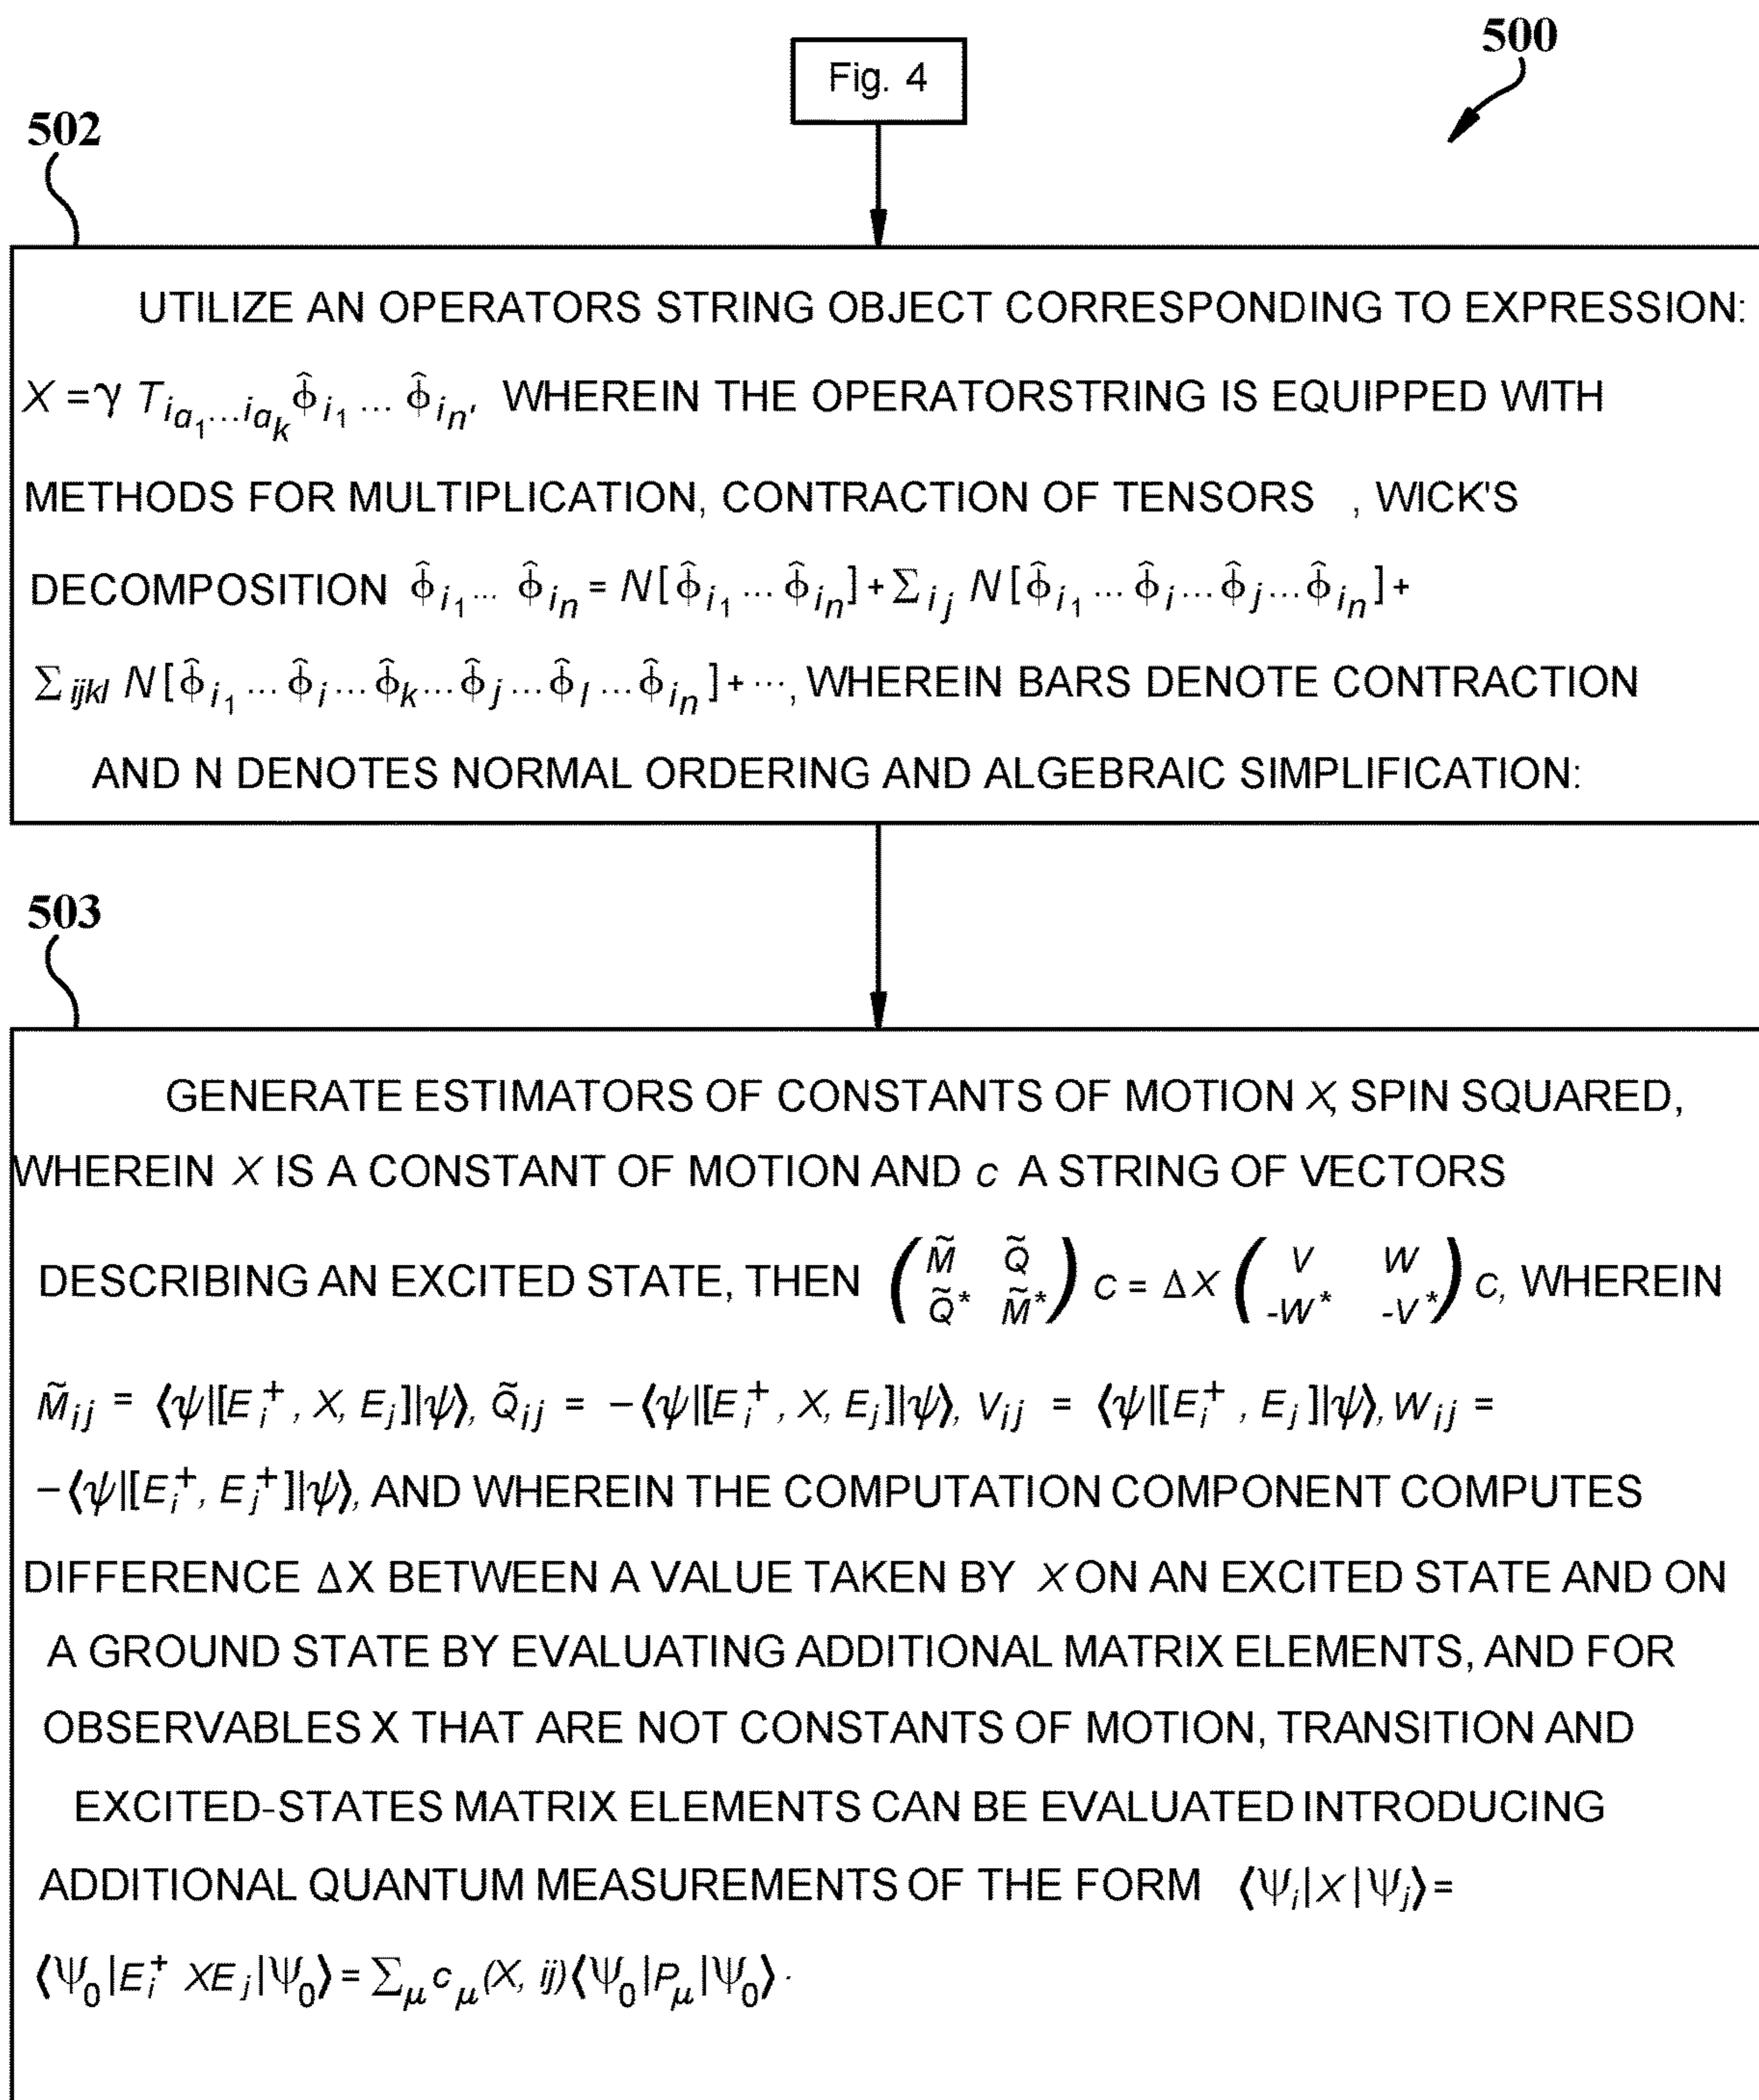 500
Fig. 4
502
UTILIZE AN OPERATORS STRING OBJECT CORRESPONDING TO EXPRESSION:
X = γ T_{i_{a_1}...i_{a_k}} φ̂_{i_1} ... φ̂_{i_{n'}} WHEREIN THE OPERATORSTRING IS EQUIPPED WITH
METHODS FOR MULTIPLICATION, CONTRACTION OF TENSORS , WICK'S
DECOMPOSITION φ̂_{i_1} ... φ̂_{i_n} = N[φ̂_{i_1} ... φ̂_{i_n}] + Σ_{ij} N[φ̂_{i_1} ... φ̂_i ... φ̂_j ... φ̂_{i_n}] +
Σ_{ijkl} N[φ̂_{i_1} ... φ̂_i ... φ̂_k ... φ̂_j ... φ̂_l ... φ̂_{i_n}] + ..., WHEREIN BARS DENOTE CONTRACTION
AND N DENOTES NORMAL ORDERING AND ALGEBRAIC SIMPLIFICATION:
503
GENERATE ESTIMATORS OF CONSTANTS OF MOTION X, SPIN SQUARED,
WHEREIN X IS A CONSTANT OF MOTION AND c A STRING OF VECTORS
DESCRIBING AN EXCITED STATE, THEN (M̃ Q̃ ; Q̃* M̃*) C = ΔX (V W ; -W* -V*) C, WHEREIN
M̃_{ij} = ⟨ψ|[E_i^+, X, E_j]|ψ⟩, Q̃_{ij} = −⟨ψ|[E_i^+, X, E_j]|ψ⟩, V_{ij} = ⟨ψ|[E_i^+, E_j]|ψ⟩, W_{ij} =
−⟨ψ|[E_i^+, E_j^+]|ψ⟩, AND WHEREIN THE COMPUTATION COMPONENT COMPUTES
DIFFERENCE ΔX BETWEEN A VALUE TAKEN BY X ON AN EXCITED STATE AND ON
A GROUND STATE BY EVALUATING ADDITIONAL MATRIX ELEMENTS, AND FOR
OBSERVABLES X THAT ARE NOT CONSTANTS OF MOTION, TRANSITION AND
EXCITED-STATES MATRIX ELEMENTS CAN BE EVALUATED INTRODUCING
ADDITIONAL QUANTUM MEASUREMENTS OF THE FORM ⟨Ψ_i|X|Ψ_j⟩ =
⟨Ψ_0|E_i^+ XE_j|Ψ_0⟩ = Σ_μ c_μ(X, ij)⟨Ψ_0|P_μ|Ψ_0⟩.